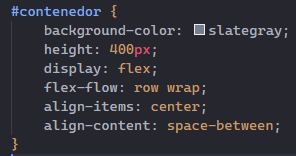 #contenedor {
    background-color: slategray;
    height: 400px;
    display: flex;
    flex-flow: row wrap;
    align-items: center;
    align-content: space-between;
}